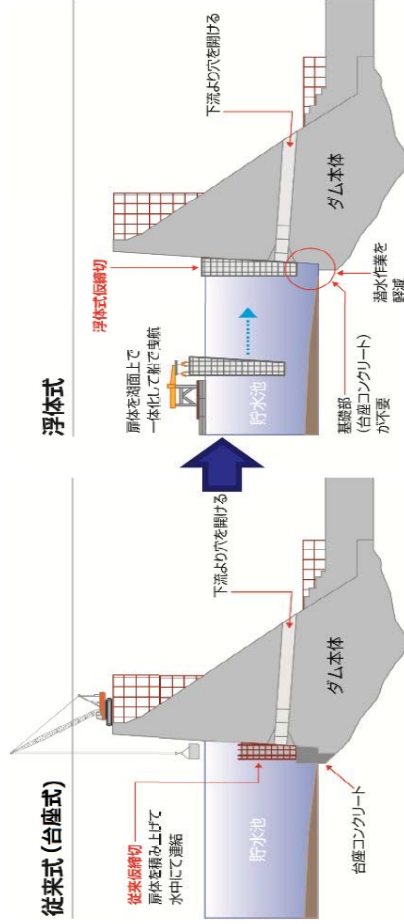 従来式(台座式)
従来仮締切
扉体を積み上げて
水中にて連結
貯水池
台座コンクリート
下流より穴を開ける
ダム本体
浮体式
扉体を湖面上で
一体化して船で曳航
浮体式仮締切
貯水池
基礎部
(台座コンクリート)
が不要
潜水作業を
軽減
下流より穴を開ける
ダム本体